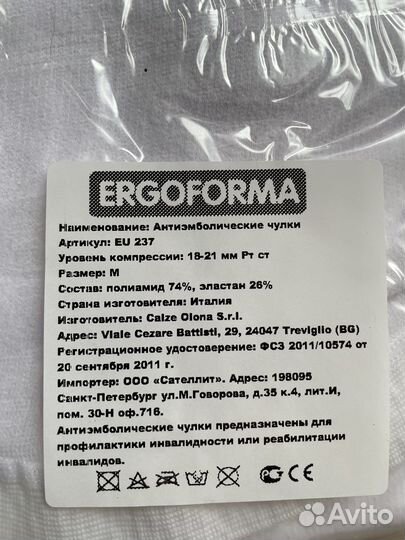 ERGOFORMA
Наименование: Антиэмболические чулки
Артикул: EU 237
Уровень компрессии: 18-21 мм Рт ст
Размер: M
Состав: полиамид 74%, эластан 26%
Страна изготовителя: Италия
Изготовитель: Calze Olona S.r.l.
Адрес: Viale Cezare Battisti, 29, 24047 Treviglio (BG)
Регистрационное удостоверение: ФСЗ 2011/10574 от
20 сентября 2011 г.
Импортер: ООО «Сателлит». Адрес: 198095
Санкт-Петербург ул.М.Говорова, д.35 к.4, лит.И,
пом. 30-Н оф.716.
Антиэмболические чулки предназначены для
профилактики инвалидности или реабилитации
инвалидов.
Avito